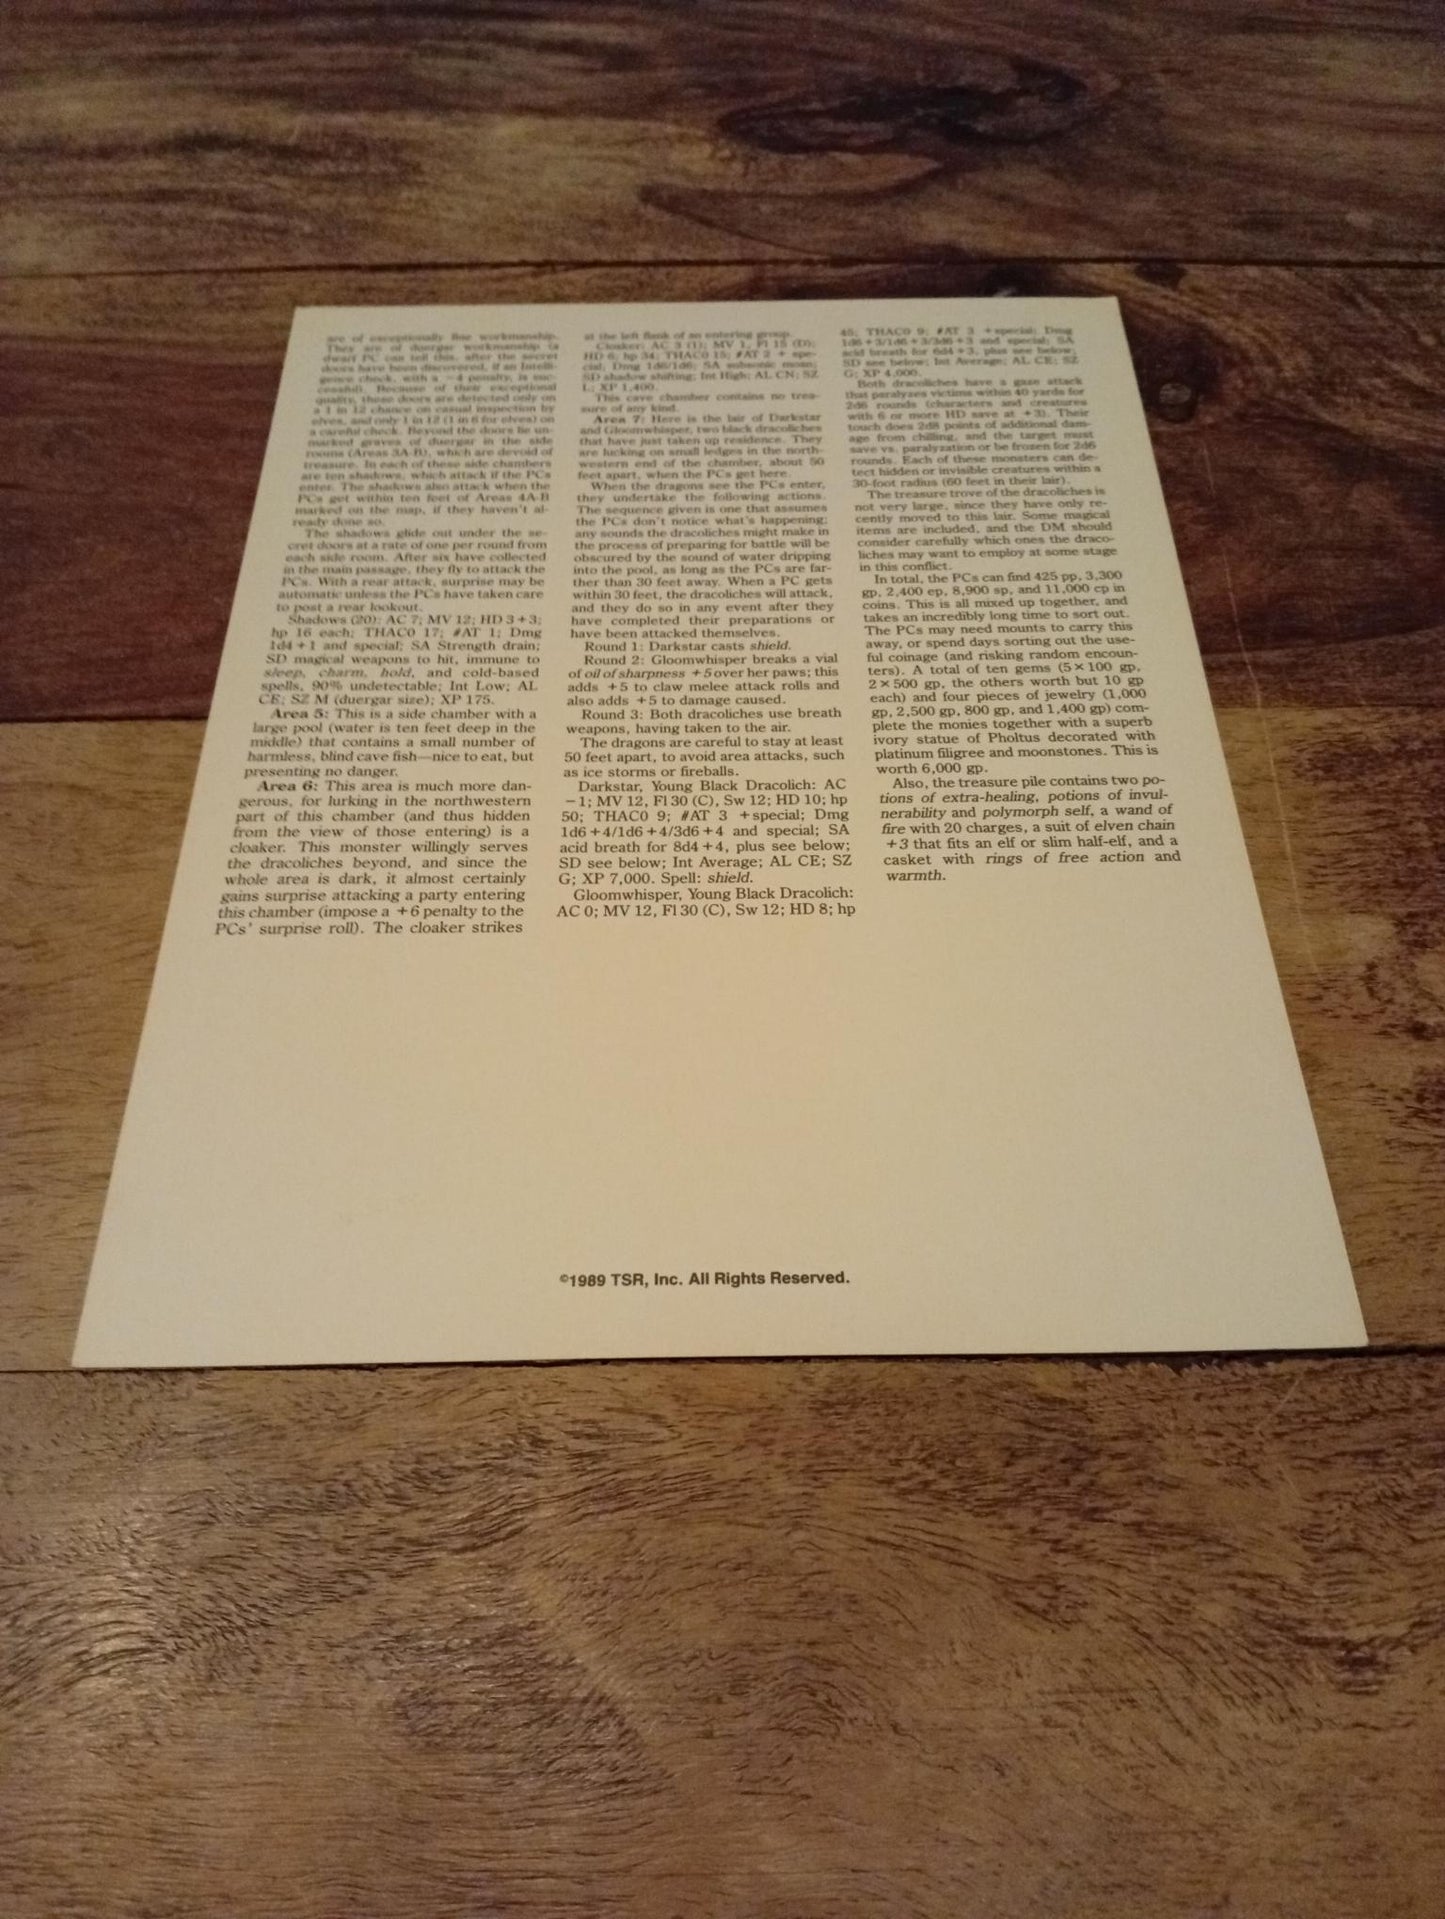 are of exceptionally fine workmanship.
They are of duergar workmanship (a
dwarf PC can tell this, after the secret
doors have been discovered, if an Intelli-
gence check, with a −4 penalty, is suc-
cessful). Because of their exceptional
quality, these doors are detected only on
a 1 in 12 chance on casual inspection by
elves, and only 1 in 12 (1 in 6 for elves) on
a careful check. Beyond the doors lie un-
marked graves of duergar in the side
rooms (Areas 3A-B), which are devoid of
treasure. In each of these side chambers
are ten shadows, which attack if the PCs
enter. The shadows also attack when the
PCs get within ten feet of Areas 4A-B
marked on the map, if they haven't al-
ready done so.
The shadows glide out under the se-
cret doors at a rate of one per round from
each side room. After six have collected
in the main passage, they fly to attack the
PCs. With a rear attack, surprise may be
automatic unless the PCs have taken care
to post a rear lookout.
Shadows (20): AC 7; MV 12; HD 3+3;
hp 16 each; THAC0 17; #AT 1; Dmg
1d4+1 and special; SA Strength drain;
SD magical weapons to hit, immune to
sleep, charm, hold, and cold-based
spells, 90% undetectable; Int Low; AL
CE; SZ M (duergar size); XP 175.
Area 5: This is a side chamber with a
large pool (water is ten feet deep in the
middle) that contains a small number of
harmless, blind cave fish—nice to eat, but
presenting no danger.
Area 6: This area is much more dan-
gerous, for lurking in the northwestern
part of this chamber (and thus hidden
from the view of those entering) is a
cloaker. This monster willingly serves
the dracoliches beyond, and since the
whole area is dark, it almost certainly
gains surprise attacking a party entering
this chamber (impose a +6 penalty to the
PCs' surprise roll). The cloaker strikes
at the left flank of an entering group.
Cloaker: AC 3 (1); MV 1, Fl 15 (D);
HD 6; hp 34; THAC0 15; #AT 2 + spe-
cial; Dmg 1d6/1d6; SA subsonic moan;
SD shadow shifting; Int High; AL CN; SZ
L; XP 1,400.
This cave chamber contains no trea-
sure of any kind.
Area 7: Here is the lair of Darkstar
and Gloomwhisper, two black dracoliches
that have just taken up residence. They
are lucking on small ledges in the north-
western end of the chamber, about 50
feet apart, when the PCs get here.
When the dragons see the PCs enter,
they undertake the following actions.
The sequence given is one that assumes
the PCs don't notice what's happening;
any sounds the dracoliches might make in
the process of preparing for battle will be
obscured by the sound of water dripping
into the pool, as long as the PCs are far-
ther than 30 feet away. When a PC gets
within 30 feet, the dracoliches will attack,
and they do so in any event after they
have completed their preparations or
have been attacked themselves.
Round 1: Darkstar casts shield.
Round 2: Gloomwhisper breaks a vial
of oil of sharpness +5 over her paws; this
adds +5 to claw melee attack rolls and
also adds +5 to damage caused.
Round 3: Both dracoliches use breath
weapons, having taken to the air.
The dragons are careful to stay at least
50 feet apart, to avoid area attacks, such
as ice storms or fireballs.
Darkstar, Young Black Dracolich: AC
−1; MV 12, Fl 30 (C), Sw 12; HD 10; hp
50; THAC0 9; #AT 3 +special; Dmg
1d6+4/1d6+4/3d6+4 and special; SA
acid breath for 8d4+4, plus see below;
SD see below; Int Average; AL CE; SZ
G; XP 7,000. Spell: shield.
Gloomwhisper, Young Black Dracolich:
AC 0; MV 12, Fl 30 (C), Sw 12; HD 8; hp
45; THAC0 9; #AT 3 +special; Dmg
1d6+3/1d6+3/3d6+3 and special; SA
acid breath for 6d4+3, plus see below;
SD see below; Int Average; AL CE; SZ
G; XP 4,000.
Both dracoliches have a gaze attack
that paralyzes victims within 40 yards for
2d6 rounds (characters and creatures
with 6 or more HD save at +3). Their
touch does 2d8 points of additional dam-
age from chilling, and the target must
save vs. paralyzation or be frozen for 2d6
rounds. Each of these monsters can de-
tect hidden or invisible creatures within a
30-foot radius (60 feet in their lair).
The treasure trove of the dracoliches is
not very large, since they have only re-
cently moved to this lair. Some magical
items are included, and the DM should
consider carefully which ones the draco-
liches may want to employ at some stage
in this conflict.
In total, the PCs can find 425 pp, 3,300
gp, 2,400 ep, 8,900 sp, and 11,000 cp in
coins. This is all mixed up together, and
takes an incredibly long time to sort out.
The PCs may need mounts to carry this
away, or spend days sorting out the use-
ful coinage (and risking random encoun-
ters). A total of ten gems (5×100 gp,
2×500 gp, the others worth but 10 gp
each) and four pieces of jewelry (1,000
gp, 2,500 gp, 800 gp, and 1,400 gp) com-
plete the monies together with a superb
ivory statue of Pholtus decorated with
platinum filigree and moonstones. This is
worth 6,000 gp.
Also, the treasure pile contains two po-
tions of extra-healing, potions of invul-
nerability and polymorph self, a wand of
fire with 20 charges, a suit of elven chain
+3 that fits an elf or slim half-elf, and a
casket with rings of free action and
warmth.
©1989 TSR, Inc. All Rights Reserved.